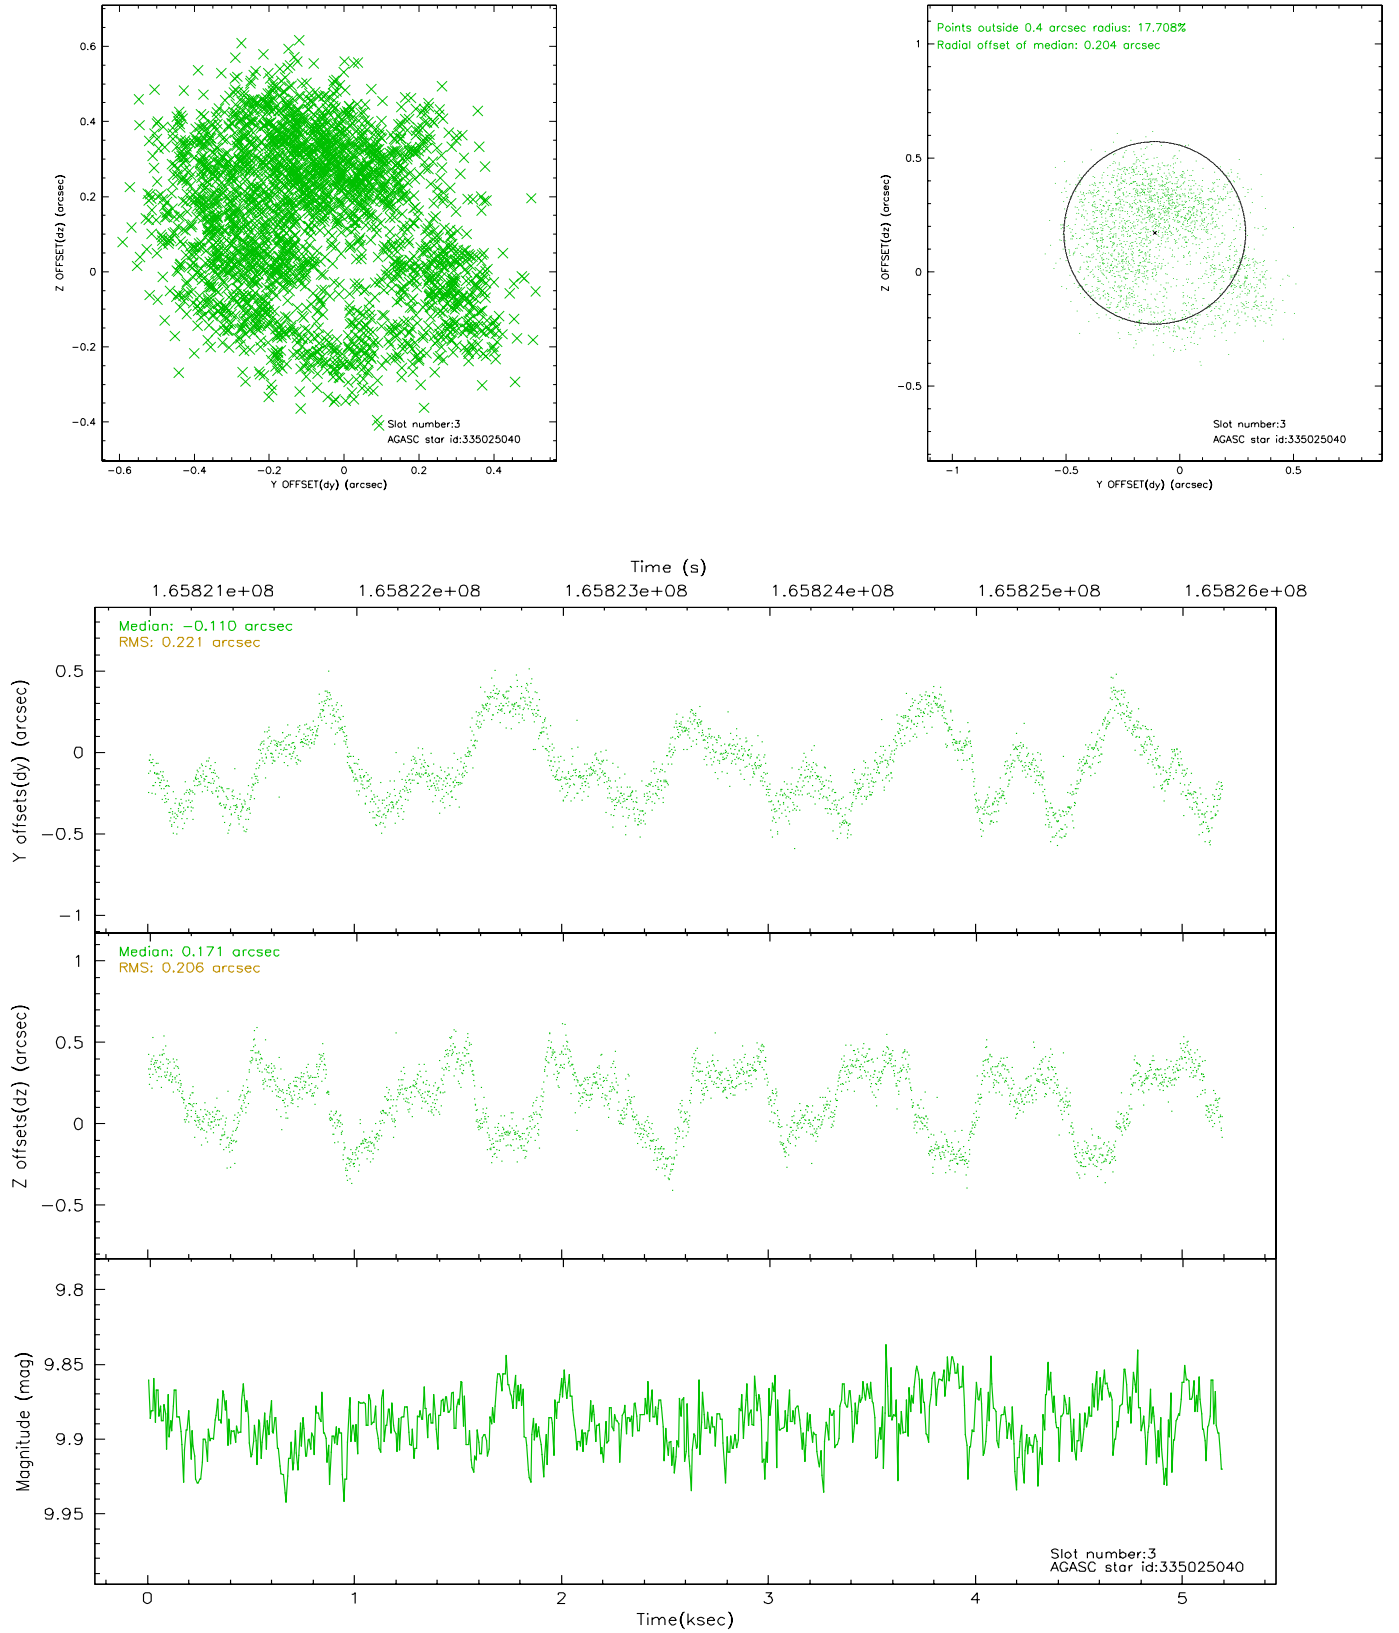 0.6
0.4
0.2
0
−0.2
−0.4
Z OFFSET(dz) (arcsec)
Slot number:3
AGASC star id:335025040
−0.6 −0.4 −0.2 0 0.2 0.4
Y OFFSET(dy) (arcsec)
Points outside 0.4 arcsec radius: 17.708%
Radial offset of median: 0.204 arcsec
1
0.5
0
−0.5
Z OFFSET(dz) (arcsec)
Slot number:3
AGASC star id:335025040
−1 −0.5 0 0.5
Y OFFSET(dy) (arcsec)
Time (s)
1.65821e+08 1.65822e+08 1.65823e+08 1.65824e+08 1.65825e+08 1.65826e+08
Median: −0.110 arcsec
RMS: 0.221 arcsec
0.5
0
−0.5
−1
Y offsets(dy) (arcsec)
Median: 0.171 arcsec
RMS: 0.206 arcsec
1
0.5
0
−0.5
Z offsets(dz) (arcsec)
9.8
9.85
9.9
9.95
Magnitude (mag)
Slot number:3
AGASC star id:335025040
0 1 2 3 4 5
Time(ksec)